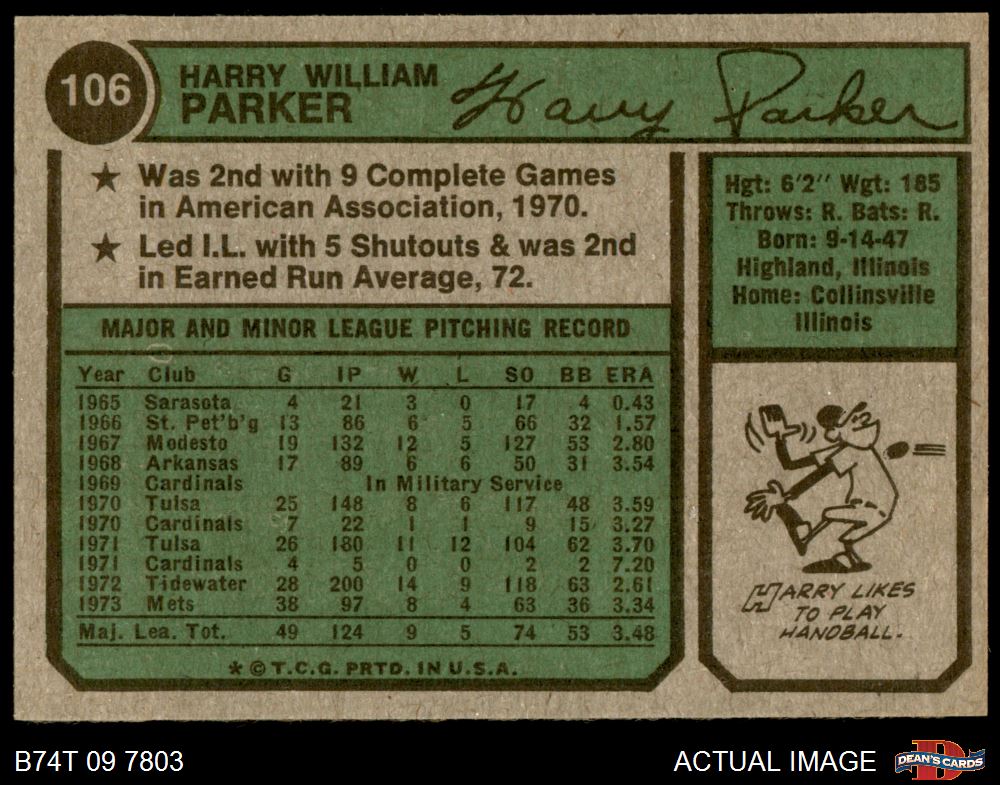 106
HARRY WILLIAM
PARKER
Harry Parker
★ Was 2nd with 9 Complete Games
in American Association, 1970.
★ Led I.L. with 5 Shutouts & was 2nd
in Earned Run Average, 72.
MAJOR AND MINOR LEAGUE PITCHING RECORD
Year Club G IP W L SO BB ERA
1965 Sarasota 4 21 3 0 17 4 0.43
1966 St. Pet'b'g 13 86 6 5 66 32 1.57
1967 Modesto 19 132 12 5 127 53 2.80
1968 Arkansas 17 89 6 6 50 31 3.54
1969 Cardinals In Military Service
1970 Tulsa 25 148 8 6 117 48 3.59
1970 Cardinals 7 22 1 1 9 15 3.27
1971 Tulsa 26 180 11 12 104 62 3.70
1971 Cardinals 4 5 0 0 2 2 7.20
1972 Tidewater 28 200 14 9 118 63 2.61
1973 Mets 38 97 8 4 63 36 3.34
Maj. Lea. Tot. 49 124 9 5 74 53 3.48
* © T.C.G. PRTD. IN U.S.A.
Hgt: 6'2" Wgt: 185
Throws: R. Bats: R.
Born: 9-14-47
Highland, Illinois
Home: Collinsville
Illinois
HARRY LIKES
TO PLAY
HANDBALL.
B74T 09 7803
ACTUAL IMAGE
DEAN'S CARDS